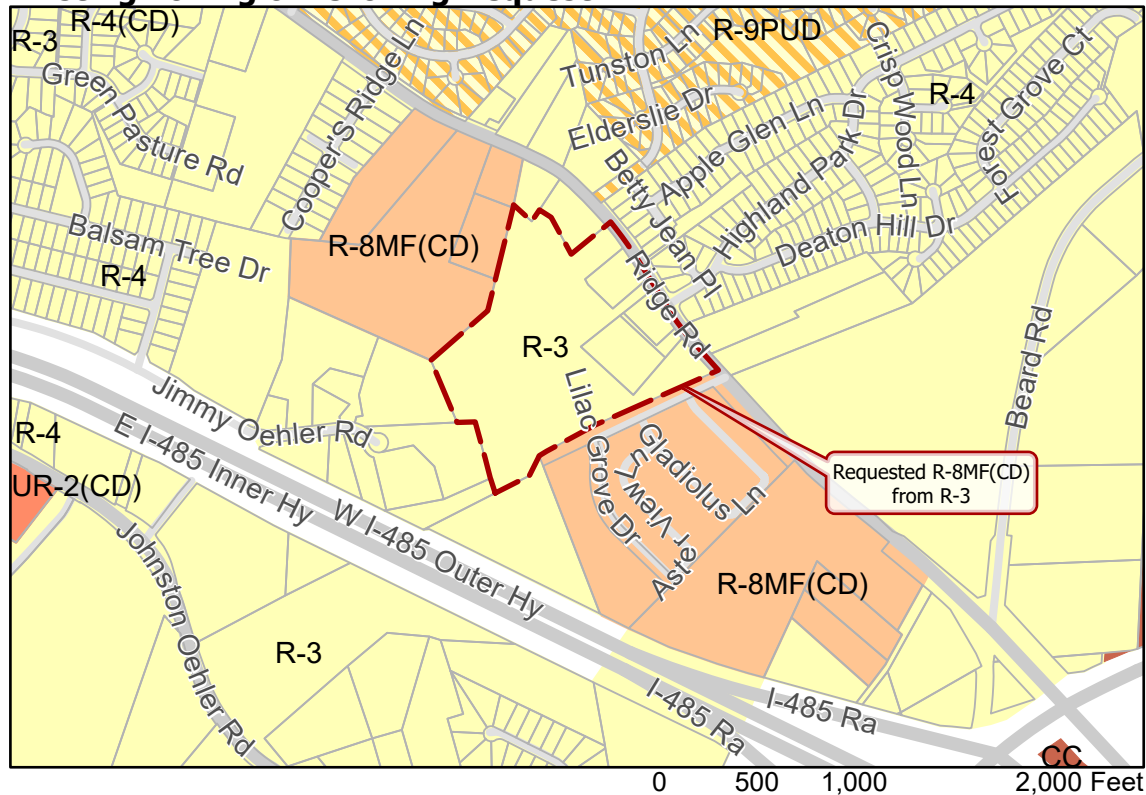 R-4(CD)
R-3
R-9PUD
R-4
Green Pasture Rd
Cooper'S Ridge Ln
Tunston Ln
Elderslie Dr
Apple Glen Ln
Crisp Wood Ln
Forest Grove Ct
Highland Park Dr
Betty Jean Pl
Deaton Hill Dr
Balsam Tree Dr
R-4
R-8MF(CD)
Ridge Rd
R-3
Beard Rd
Jimmy Oehler Rd
Lilac Grove Dr
Gladiolus Ln
Aster View Ln
R-4
UR-2(CD)
E I-485 Inner Hy
W I-485 Outer Hy
Requested R-8MF(CD)
from R-3
Johnston Oehler Rd
R-8MF(CD)
R-3
I-485 Ra
I-485 Ra
CC
0 500 1,000 2,000 Feet